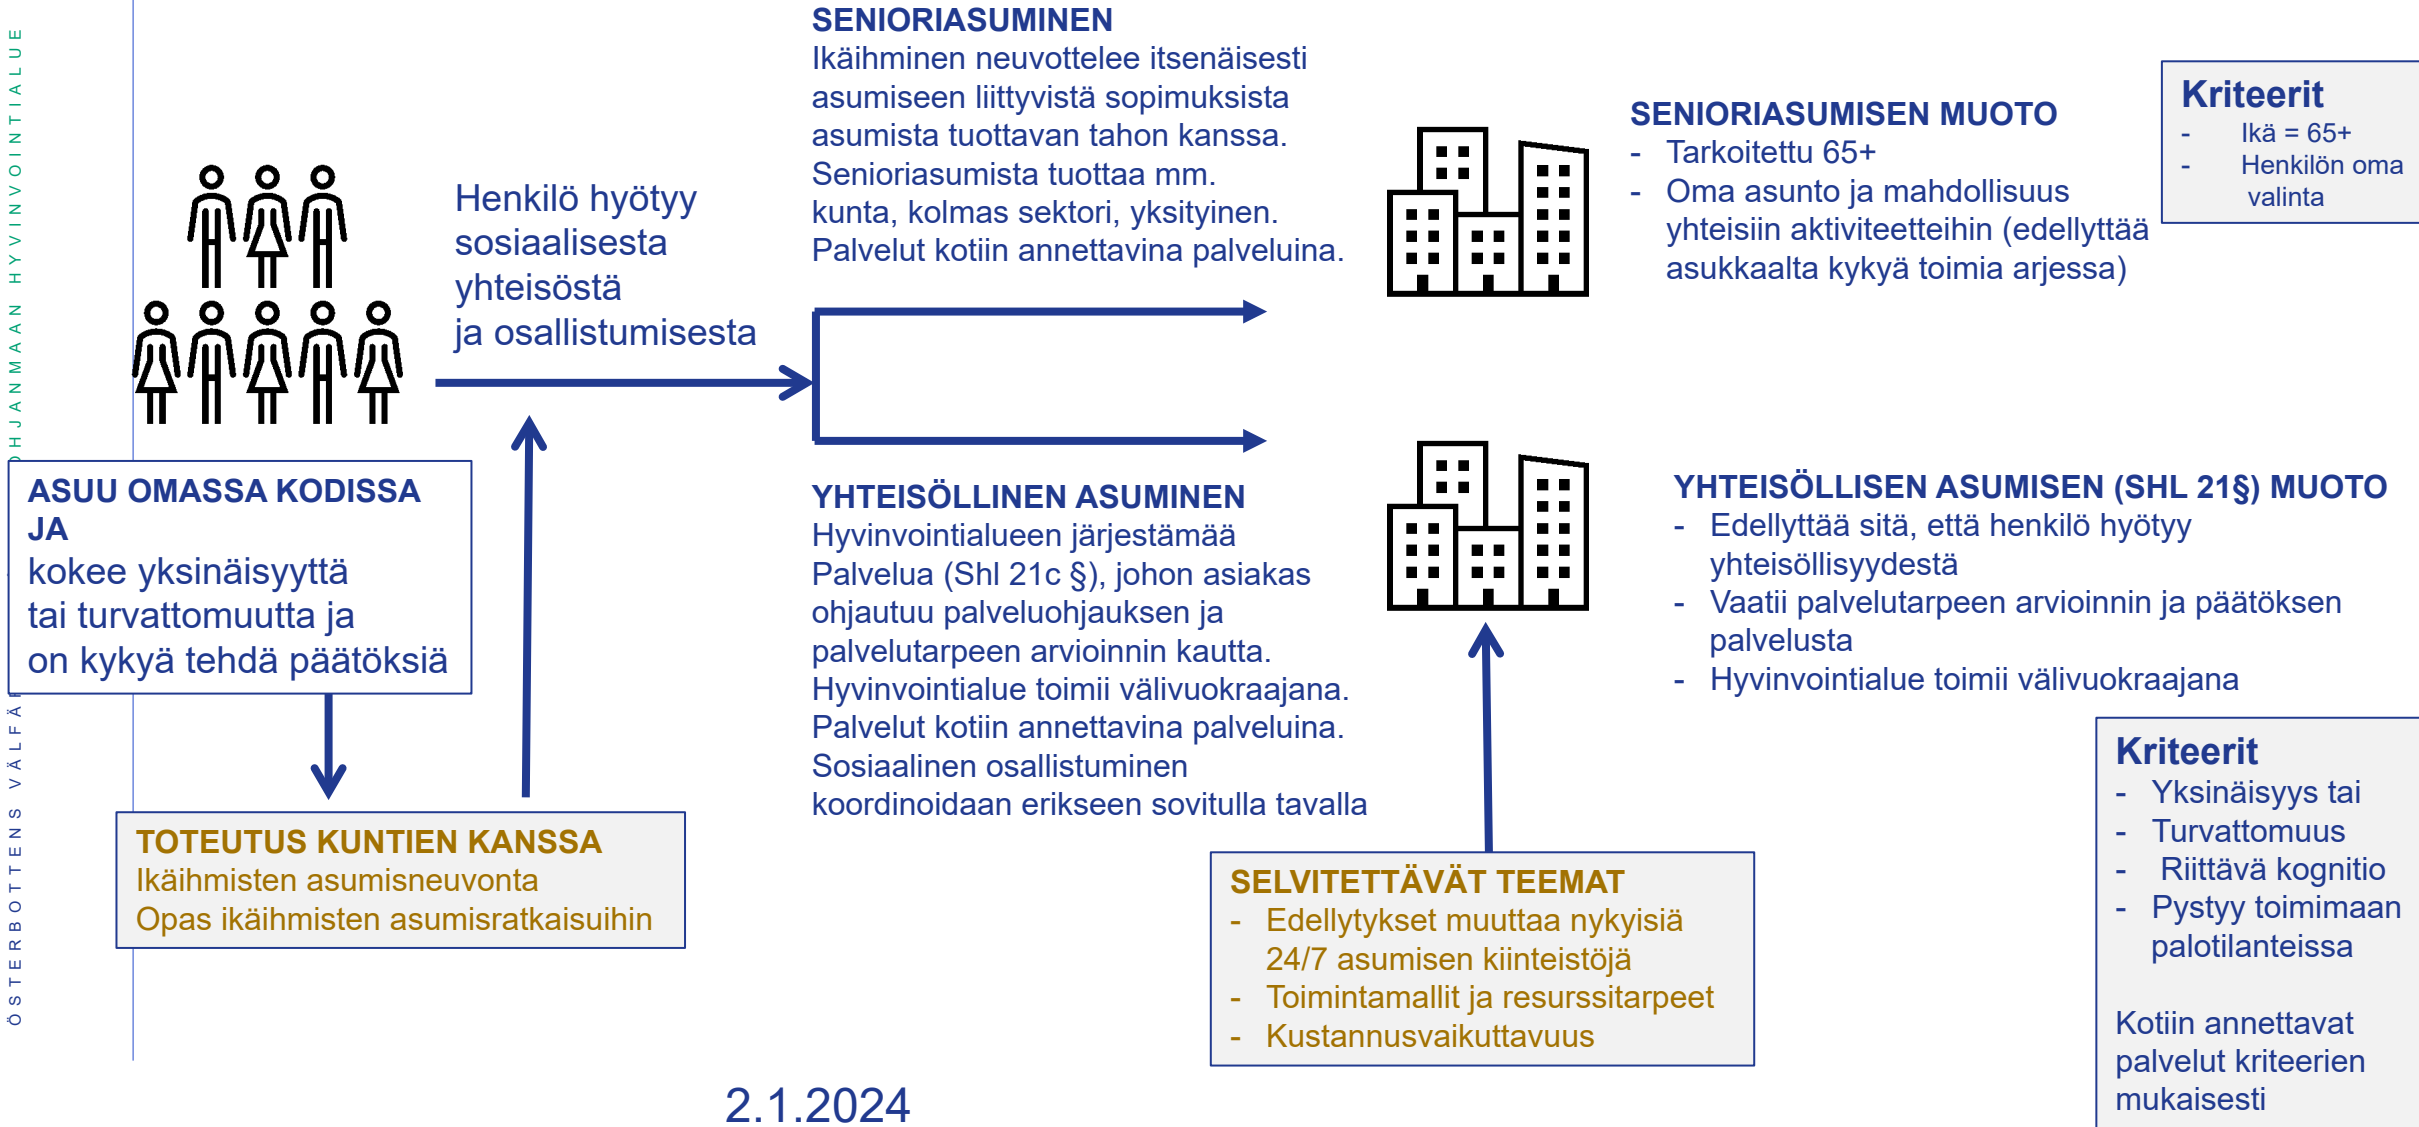 SENIORIASUMINEN
Ikäihminen neuvottelee itsenäisesti
asumiseen liittyvistä sopimuksista
asumista tuottavan tahon kanssa.
Senioriasumista tuottaa mm.
kunta, kolmas sektori, yksityinen.
Palvelut kotiin annettavina palveluina.
SENIORIASUMISEN MUOTO
- Tarkoitettu 65+
- Oma asunto ja mahdollisuus
yhteisiin aktiviteetteihin (edellyttää
asukkaalta kykyä toimia arjessa)
Kriteerit
- Ikä = 65+
- Henkilön oma
valinta
Henkilö hyötyy
sosiaalisesta
yhteisöstä
ja osallistumisesta
ASUU OMASSA KODISSA
JA
kokee yksinäisyyttä
tai turvattomuutta ja
on kykyä tehdä päätöksiä
TOTEUTUS KUNTIEN KANSSA
Ikäihmisten asumisneuvonta
Opas ikäihmisten asumisratkaisuihin
YHTEISÖLLINEN ASUMINEN
Hyvinvointialueen järjestämää
Palvelua (Shl 21c §), johon asiakas
ohjautuu palveluohjauksen ja
palvelutarpeen arvioinnin kautta.
Hyvinvointialue toimii välivuokraajana.
Palvelut kotiin annettavina palveluina.
Sosiaalinen osallistuminen
koordinoidaan erikseen sovitulla tavalla
YHTEISÖLLISEN ASUMISEN (SHL 21§) MUOTO
- Edellyttää sitä, että henkilö hyötyy
yhteisöllisyydestä
- Vaatii palvelutarpeen arvioinnin ja päätöksen
palvelusta
- Hyvinvointialue toimii välivuokraajana
SELVITETTÄVÄT TEEMAT
- Edellytykset muuttaa nykyisiä
24/7 asumisen kiinteistöjä
- Toimintamallit ja resurssitarpeet
- Kustannusvaikuttavuus
Kriteerit
- Yksinäisyys tai
- Turvattomuus
- Riittävä kognitio
- Pystyy toimimaan
palotilanteissa
Kotiin annettavat
palvelut kriteerien
mukaisesti
2.1.2024
ÖSTERBOTTENS VÄLFÄ
OHJANMAAN HYVINVOINTIALUE